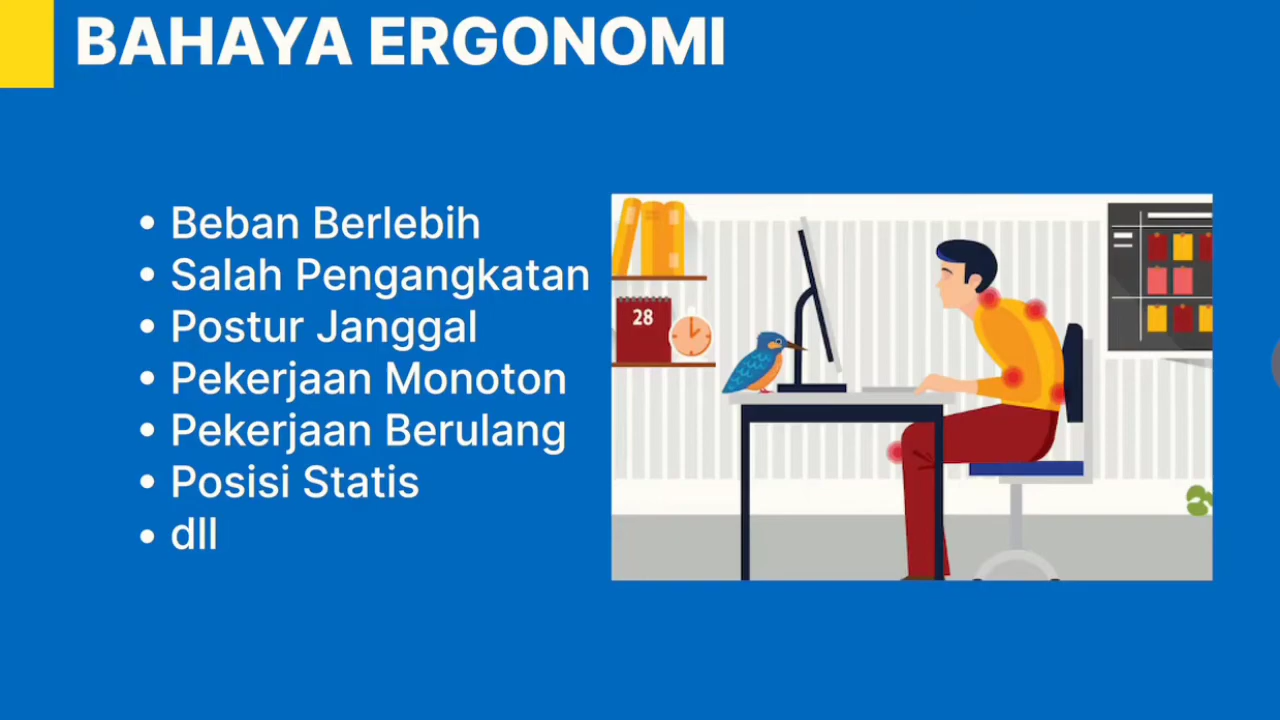 BAHAYA ERGONOMI
• Beban Berlebih
• Salah Pengangkatan
• Postur Janggal
• Pekerjaan Monoton
• Pekerjaan Berulang
• Posisi Statis
• dll
28